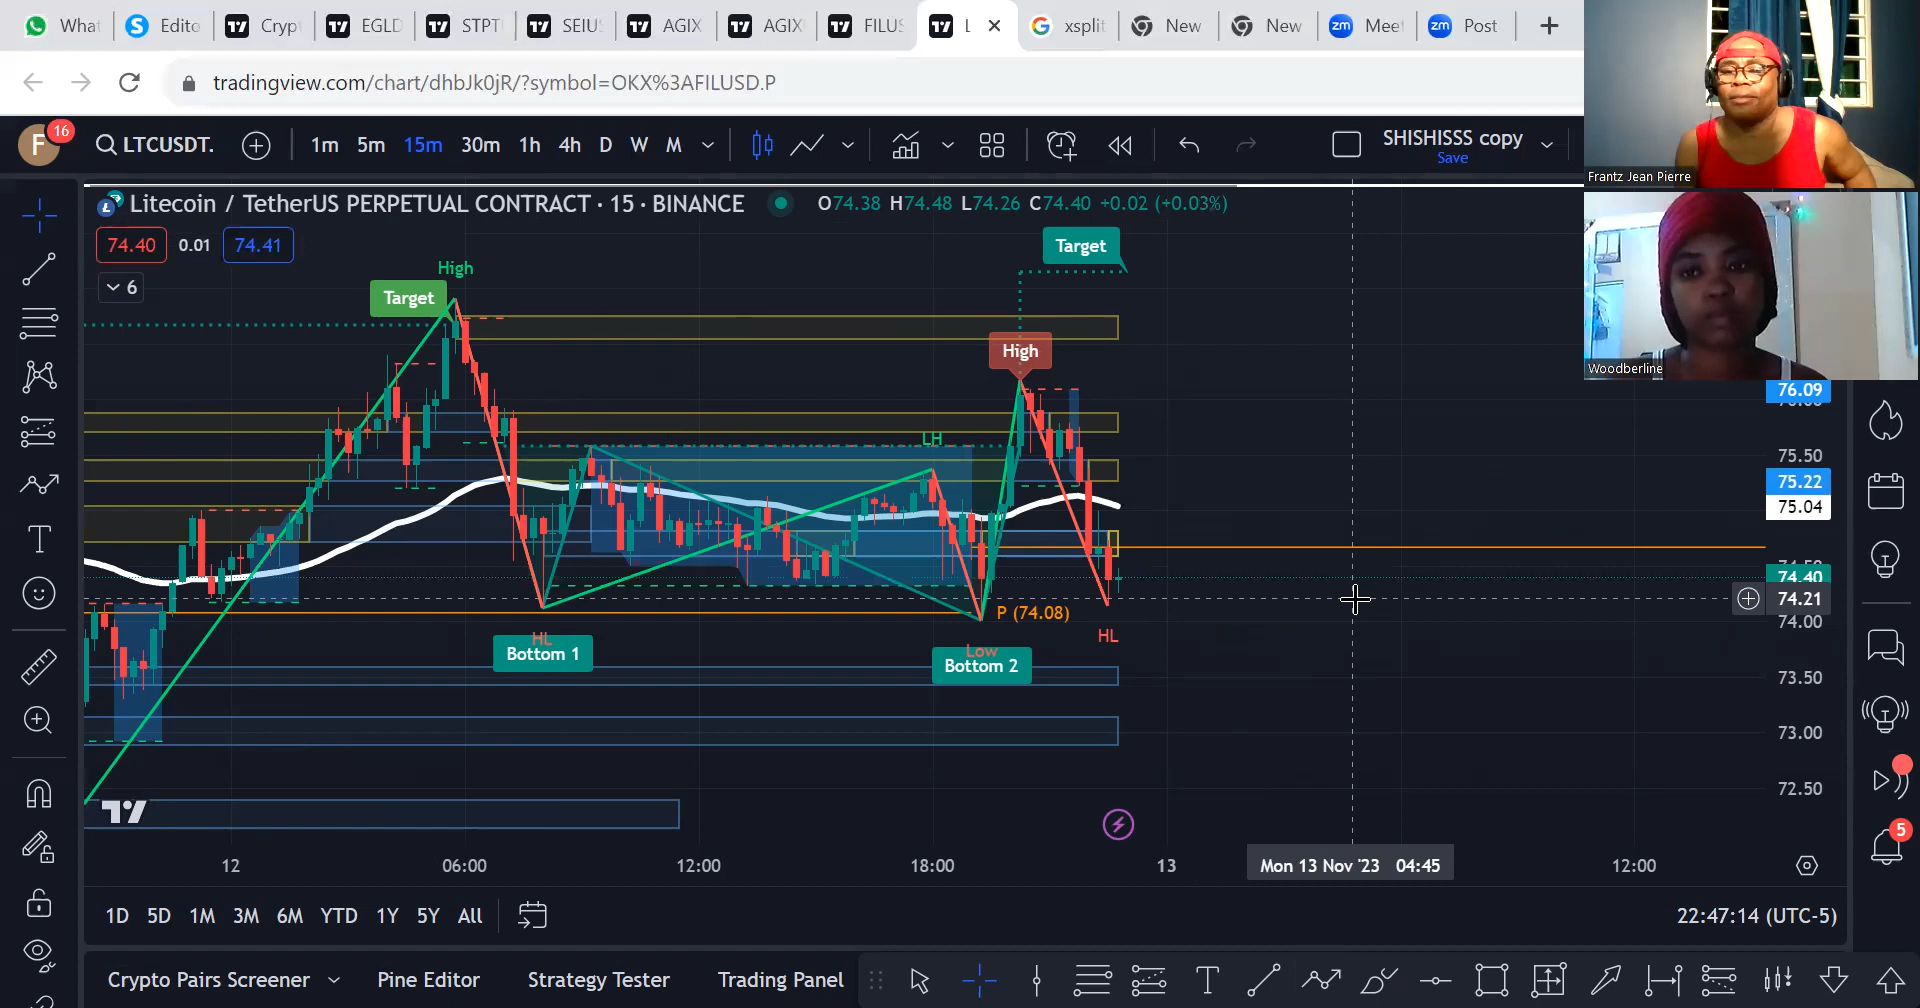 What
Edito
Crypt
EGLD
STPT
SEIUS
AGIX
AGIX
FILUS
L
xspli
New
New
Mee
Post
tradingview.com/chart/dhbJk0jR/?symbol=OKX%3AFILUSD.P
F
16
LTCUSDT.
1m 5m 15m 30m 1h 4h D W M
SHISHISSS copy
Save
Frantz Jean Pierre
Woodberline
Litecoin / TetherUS PERPETUAL CONTRACT · 15 · BINANCE
O74.38 H74.48 L74.26 C74.40 +0.02 (+0.03%)
74.40
0.01
74.41
6
High
Target
Target
High
LH
P (74.08)
HL
Bottom 1
Low
Bottom 2
HL
76.09
75.50
75.22
75.04
74.40
74.21
74.00
73.50
73.00
72.50
12
06:00
12:00
18:00
13
Mon 13 Nov '23 04:45
12:00
1D 5D 1M 3M 6M YTD 1Y 5Y All
22:47:14 (UTC-5)
5
Crypto Pairs Screener
Pine Editor
Strategy Tester
Trading Panel